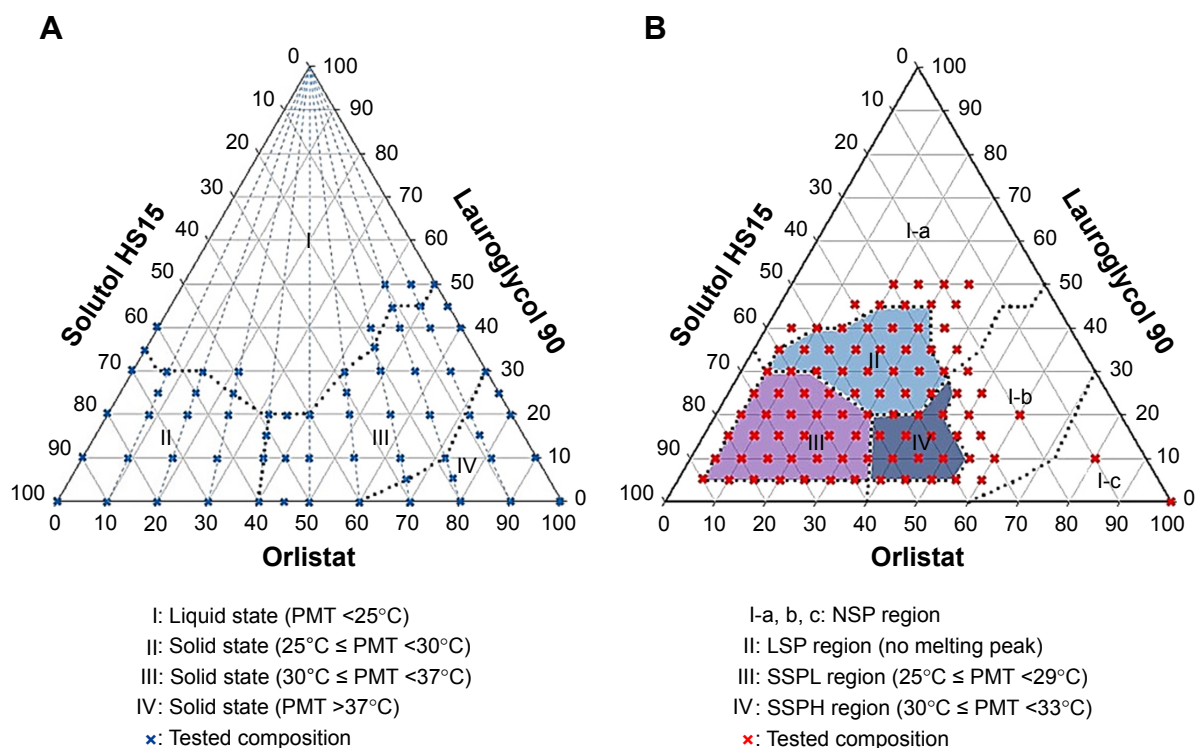 A
B
0
100
10
90
20
80
30
70
40
60
50
50
60
40
70
30
80
20
90
10
100
0
0 10 20 30 40 50 60 70 80 90 100
Solutol HS15
Lauroglycol 90
Orlistat
I
II
III
IV
I: Liquid state (PMT <25°C)
II: Solid state (25°C ≤ PMT <30°C)
III: Solid state (30°C ≤ PMT <37°C)
IV: Solid state (PMT >37°C)
×: Tested composition
0
100
10
90
20
80
30
70
40
60
50
50
60
40
70
30
80
20
90
10
100
0
0 10 20 30 40 50 60 70 80 90 100
Solutol HS15
Lauroglycol 90
Orlistat
I-a
II
I-b
III
IV
I-c
I-a, b, c: NSP region
II: LSP region (no melting peak)
III: SSPL region (25°C ≤ PMT <29°C)
IV: SSPH region (30°C ≤ PMT <33°C)
×: Tested composition